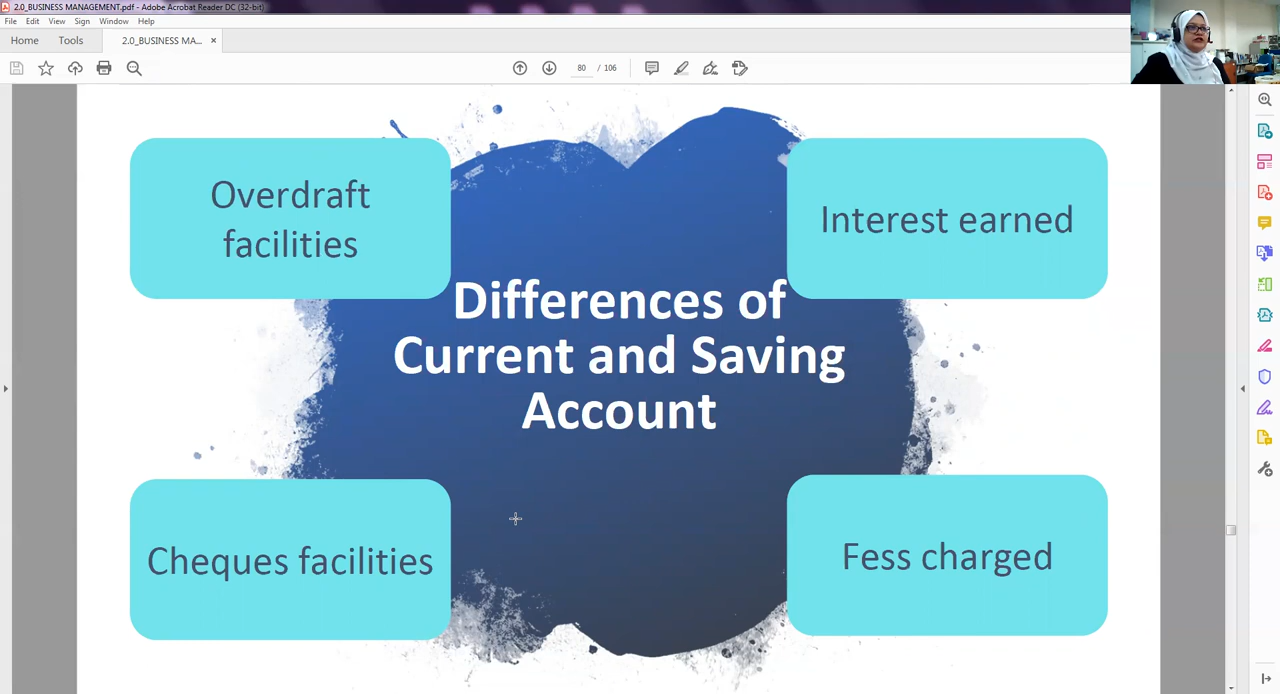 2.0_BUSINESS MANAGEMENT.pdf - Adobe Acrobat Reader DC (32-bit)
File Edit View Sign Window Help
Home Tools 2.0_BUSINESS MA... ×
80 / 106
Overdraft
facilities
Interest earned
Differences of
Current and Saving
Account
Cheques facilities
Fess charged